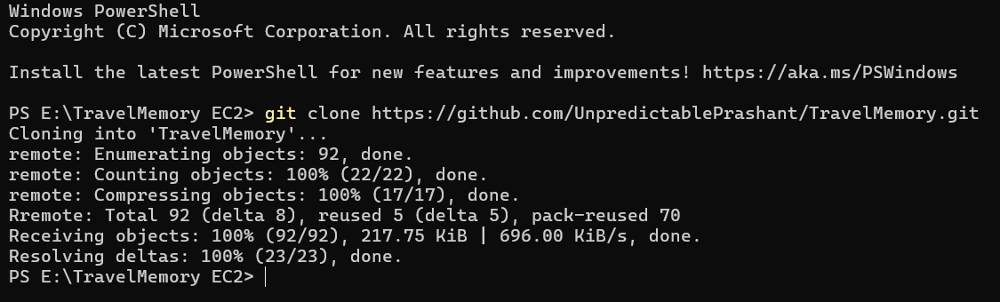 Windows PowerShell
Copyright (C) Microsoft Corporation. All rights reserved.
Install the latest PowerShell for new features and improvements! https://aka.ms/PSWindows
PS E:\TravelMemory EC2> git clone https://github.com/UnpredictablePrashant/TravelMemory.git
Cloning into 'TravelMemory'...
remote: Enumerating objects: 92, done.
remote: Counting objects: 100% (22/22), done.
remote: Compressing objects: 100% (17/17), done.
Rremote: Total 92 (delta 8), reused 5 (delta 5), pack-reused 70
Receiving objects: 100% (92/92), 217.75 KiB | 696.00 KiB/s, done.
Resolving deltas: 100% (23/23), done.
PS E:\TravelMemory EC2>